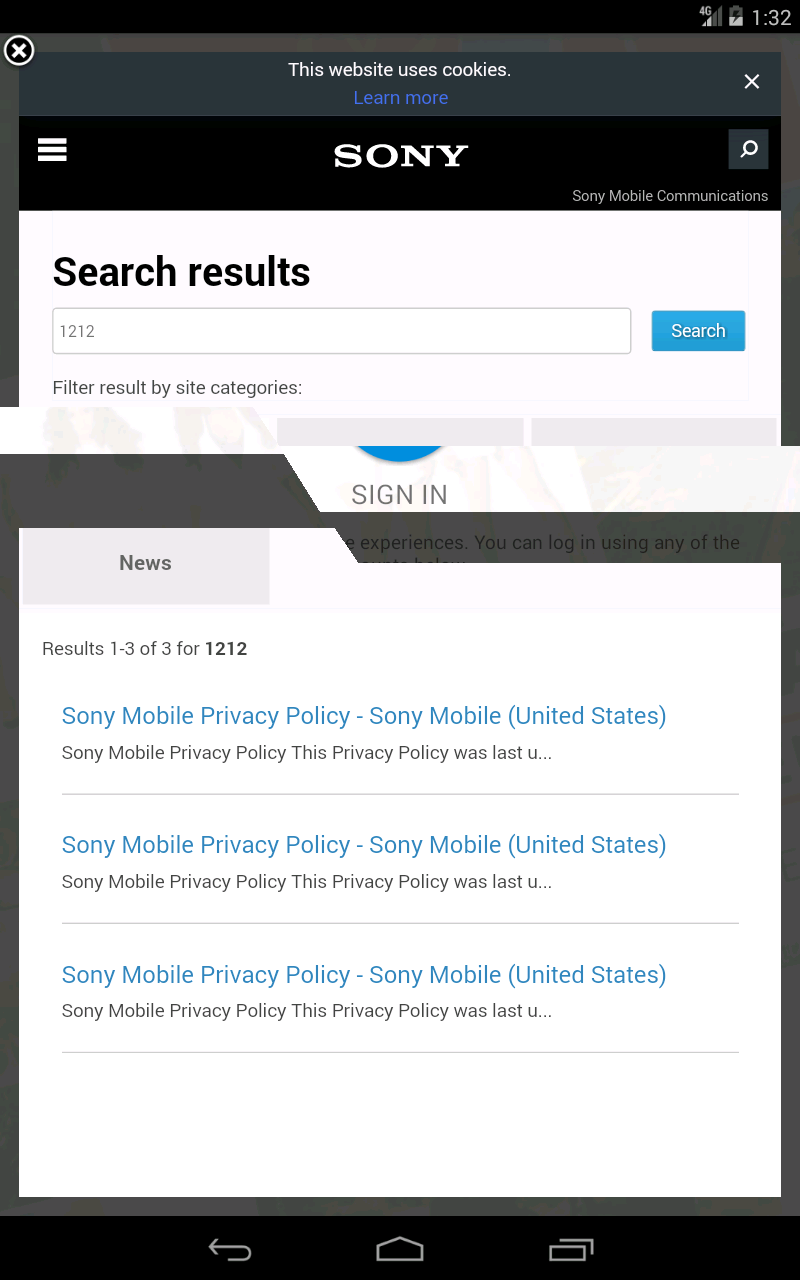 4G 1:32
This website uses cookies.
Learn more
SONY
Sony Mobile Communications
Search results
1212
Search
Filter result by site categories:
SIGN IN
experiences. You can log in using any of the
below
News
Results 1-3 of 3 for 1212
Sony Mobile Privacy Policy - Sony Mobile (United States)
Sony Mobile Privacy Policy This Privacy Policy was last u...
Sony Mobile Privacy Policy - Sony Mobile (United States)
Sony Mobile Privacy Policy This Privacy Policy was last u...
Sony Mobile Privacy Policy - Sony Mobile (United States)
Sony Mobile Privacy Policy This Privacy Policy was last u...